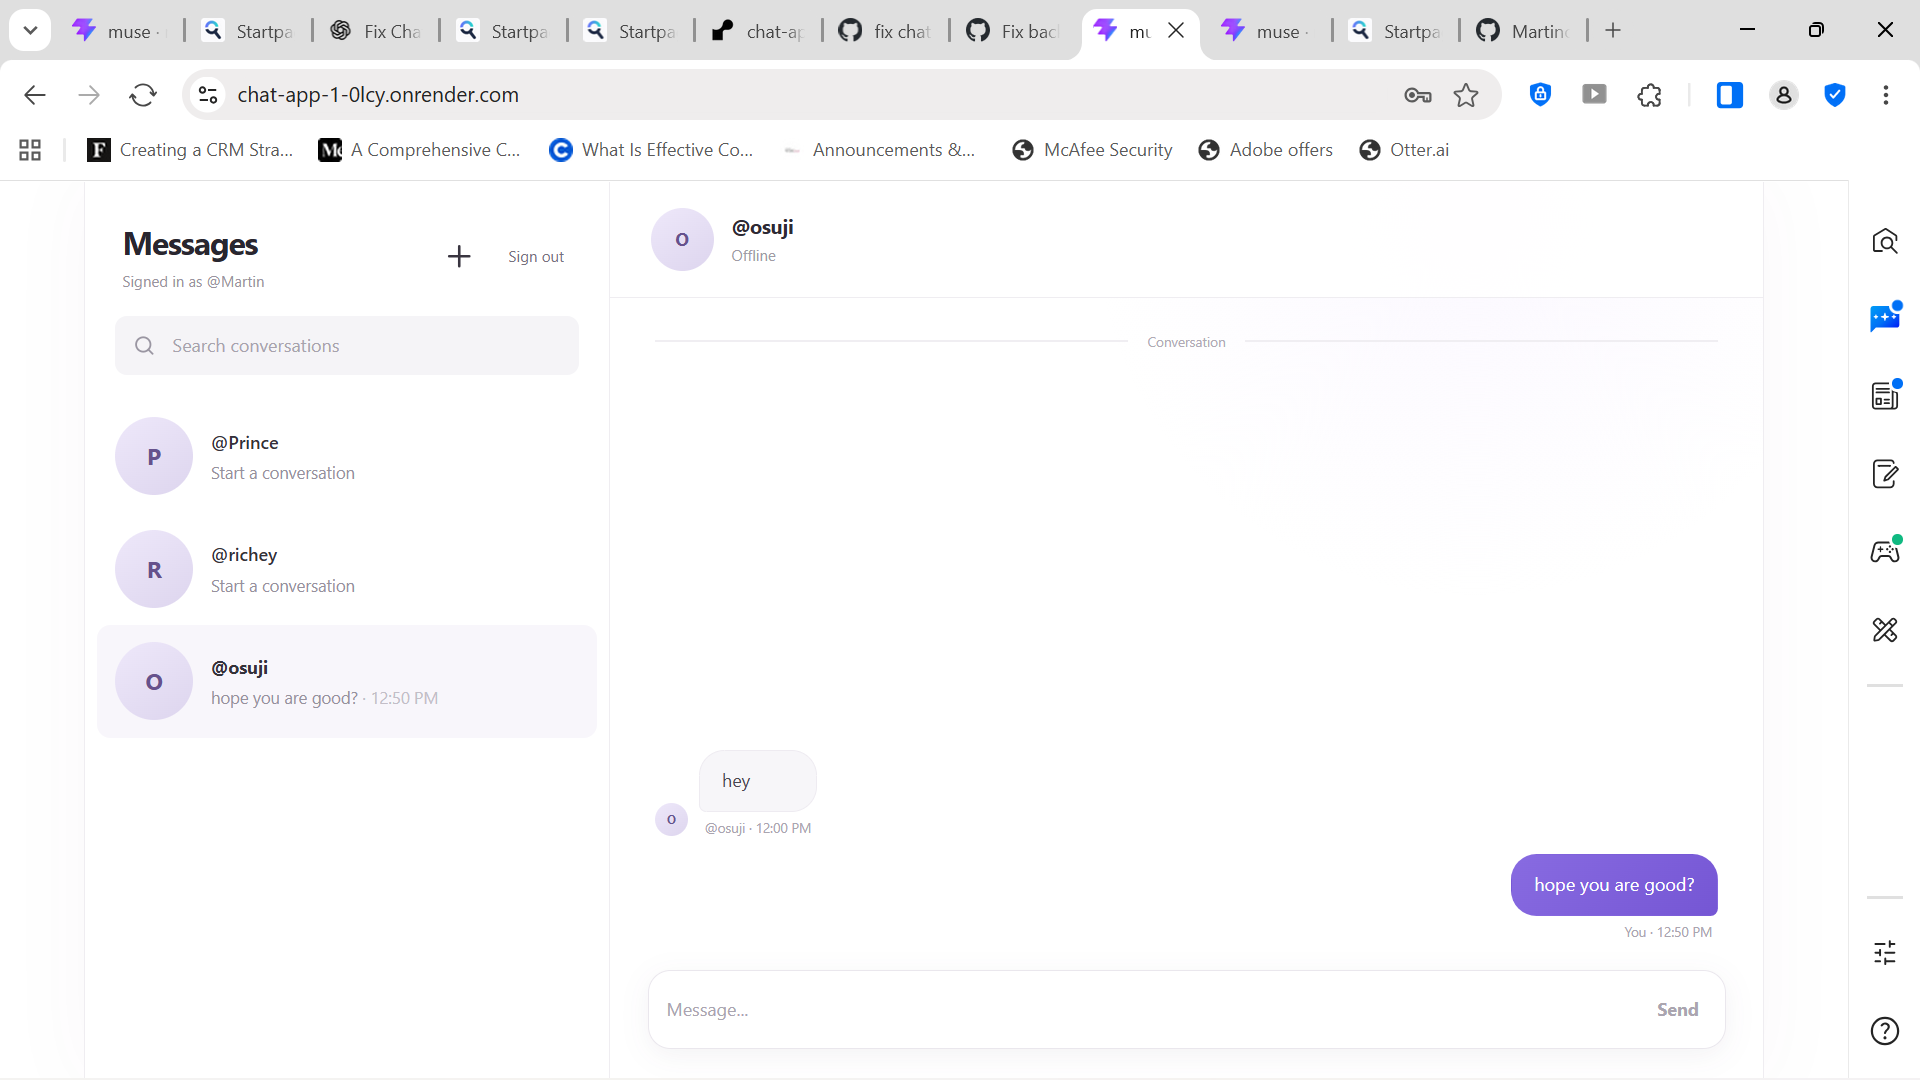 muse ·
Startpa
Fix Cha
Startpa
Startpa
chat-ap
fix chat
Fix bac
mu
muse ·
Startpa
Martin
chat-app-1-0lcy.onrender.com
Creating a CRM Stra...
A Comprehensive C...
What Is Effective Co...
Announcements &...
McAfee Security
Adobe offers
Otter.ai
Messages
Signed in as @Martin
Sign out
Search conversations
P
@Prince
Start a conversation
R
@richey
Start a conversation
O
@osuji
hope you are good? · 12:50 PM
O
@osuji
Offline
Conversation
hey
O
@osuji · 12:00 PM
hope you are good?
You · 12:50 PM
Message...
Send